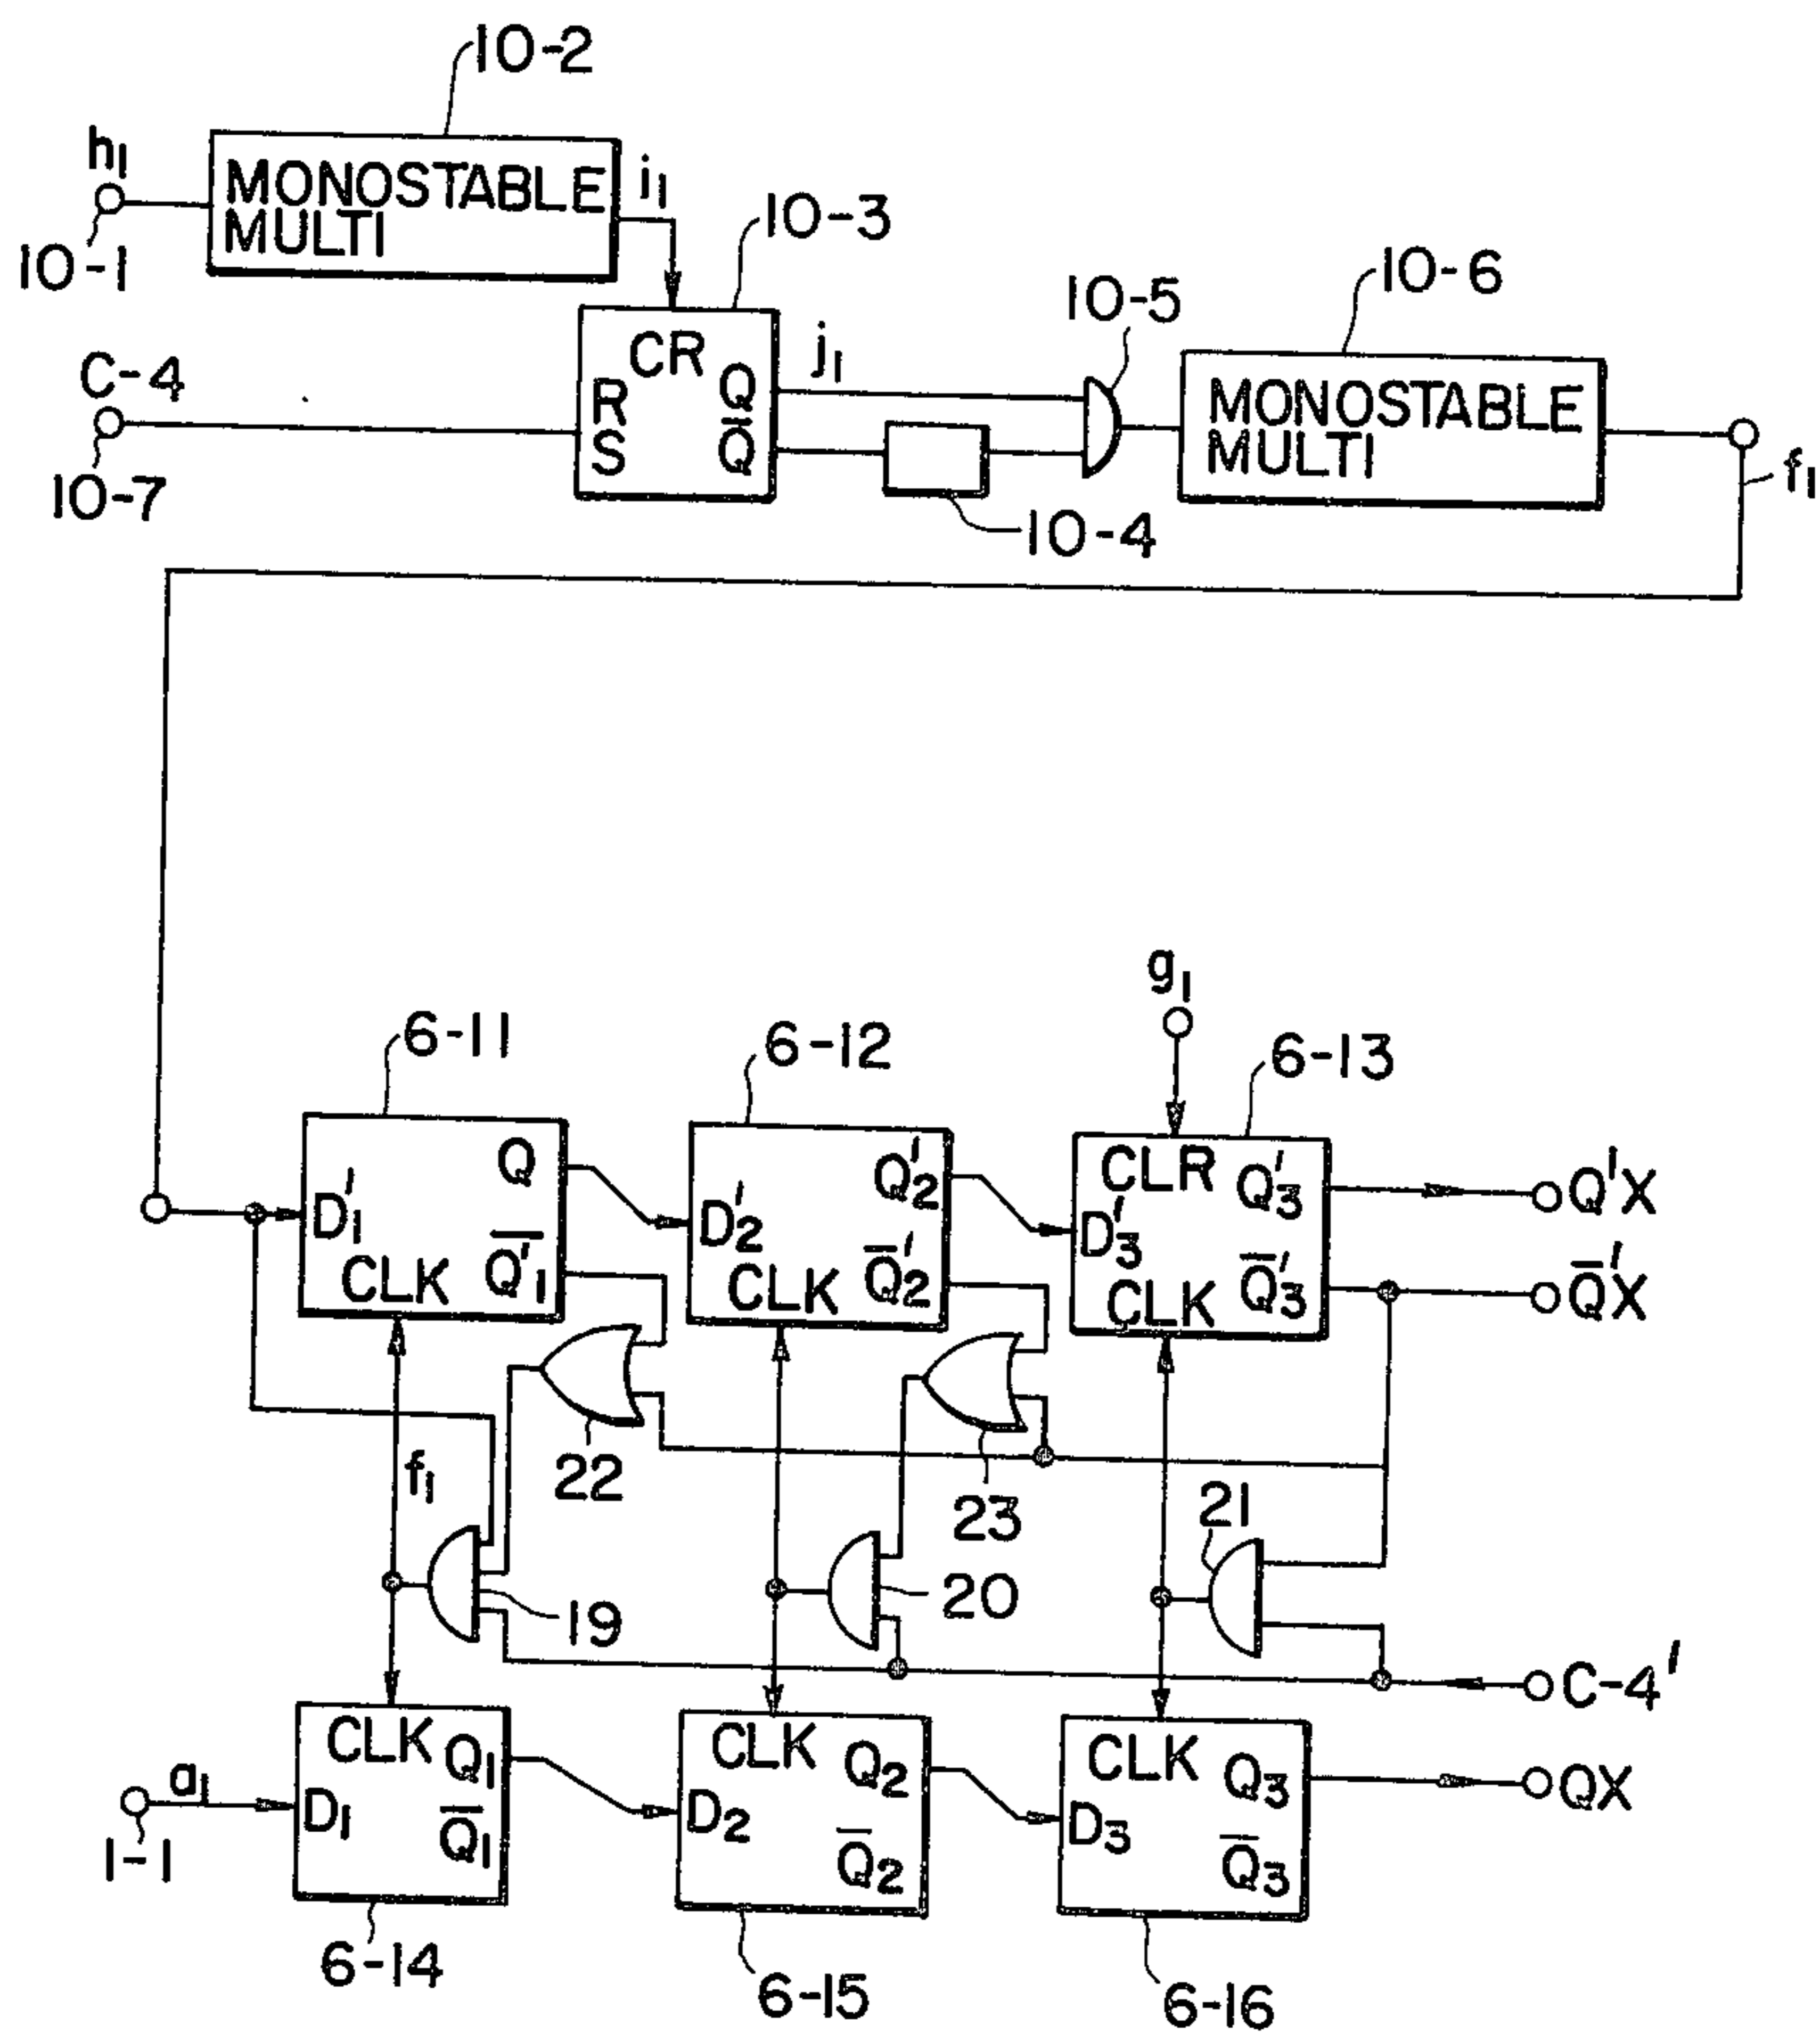 10-2
h1
MONOSTABLE
MULTI
i1
10-1
10-3
10-5
10-6
CR
j1
C-4
R
S
Q
Q̅
MONOSTABLE
MULTI
10-7
10-4
f1
g1
6-11
6-12
6-13
D'1
CLK
Q
Q̅'1
D'2
CLK
Q'2
Q̅'2
CLR
D'3
CLK
Q'3
Q̅'3
Q'X
Q̅'X
f1
22
23
21
19
20
C-4'
a1
1-1
CLK
D1
Q1
Q̅1
CLK
D2
Q2
Q̅2
CLK
D3
Q3
Q̅3
QX
6-14
6-15
6-16